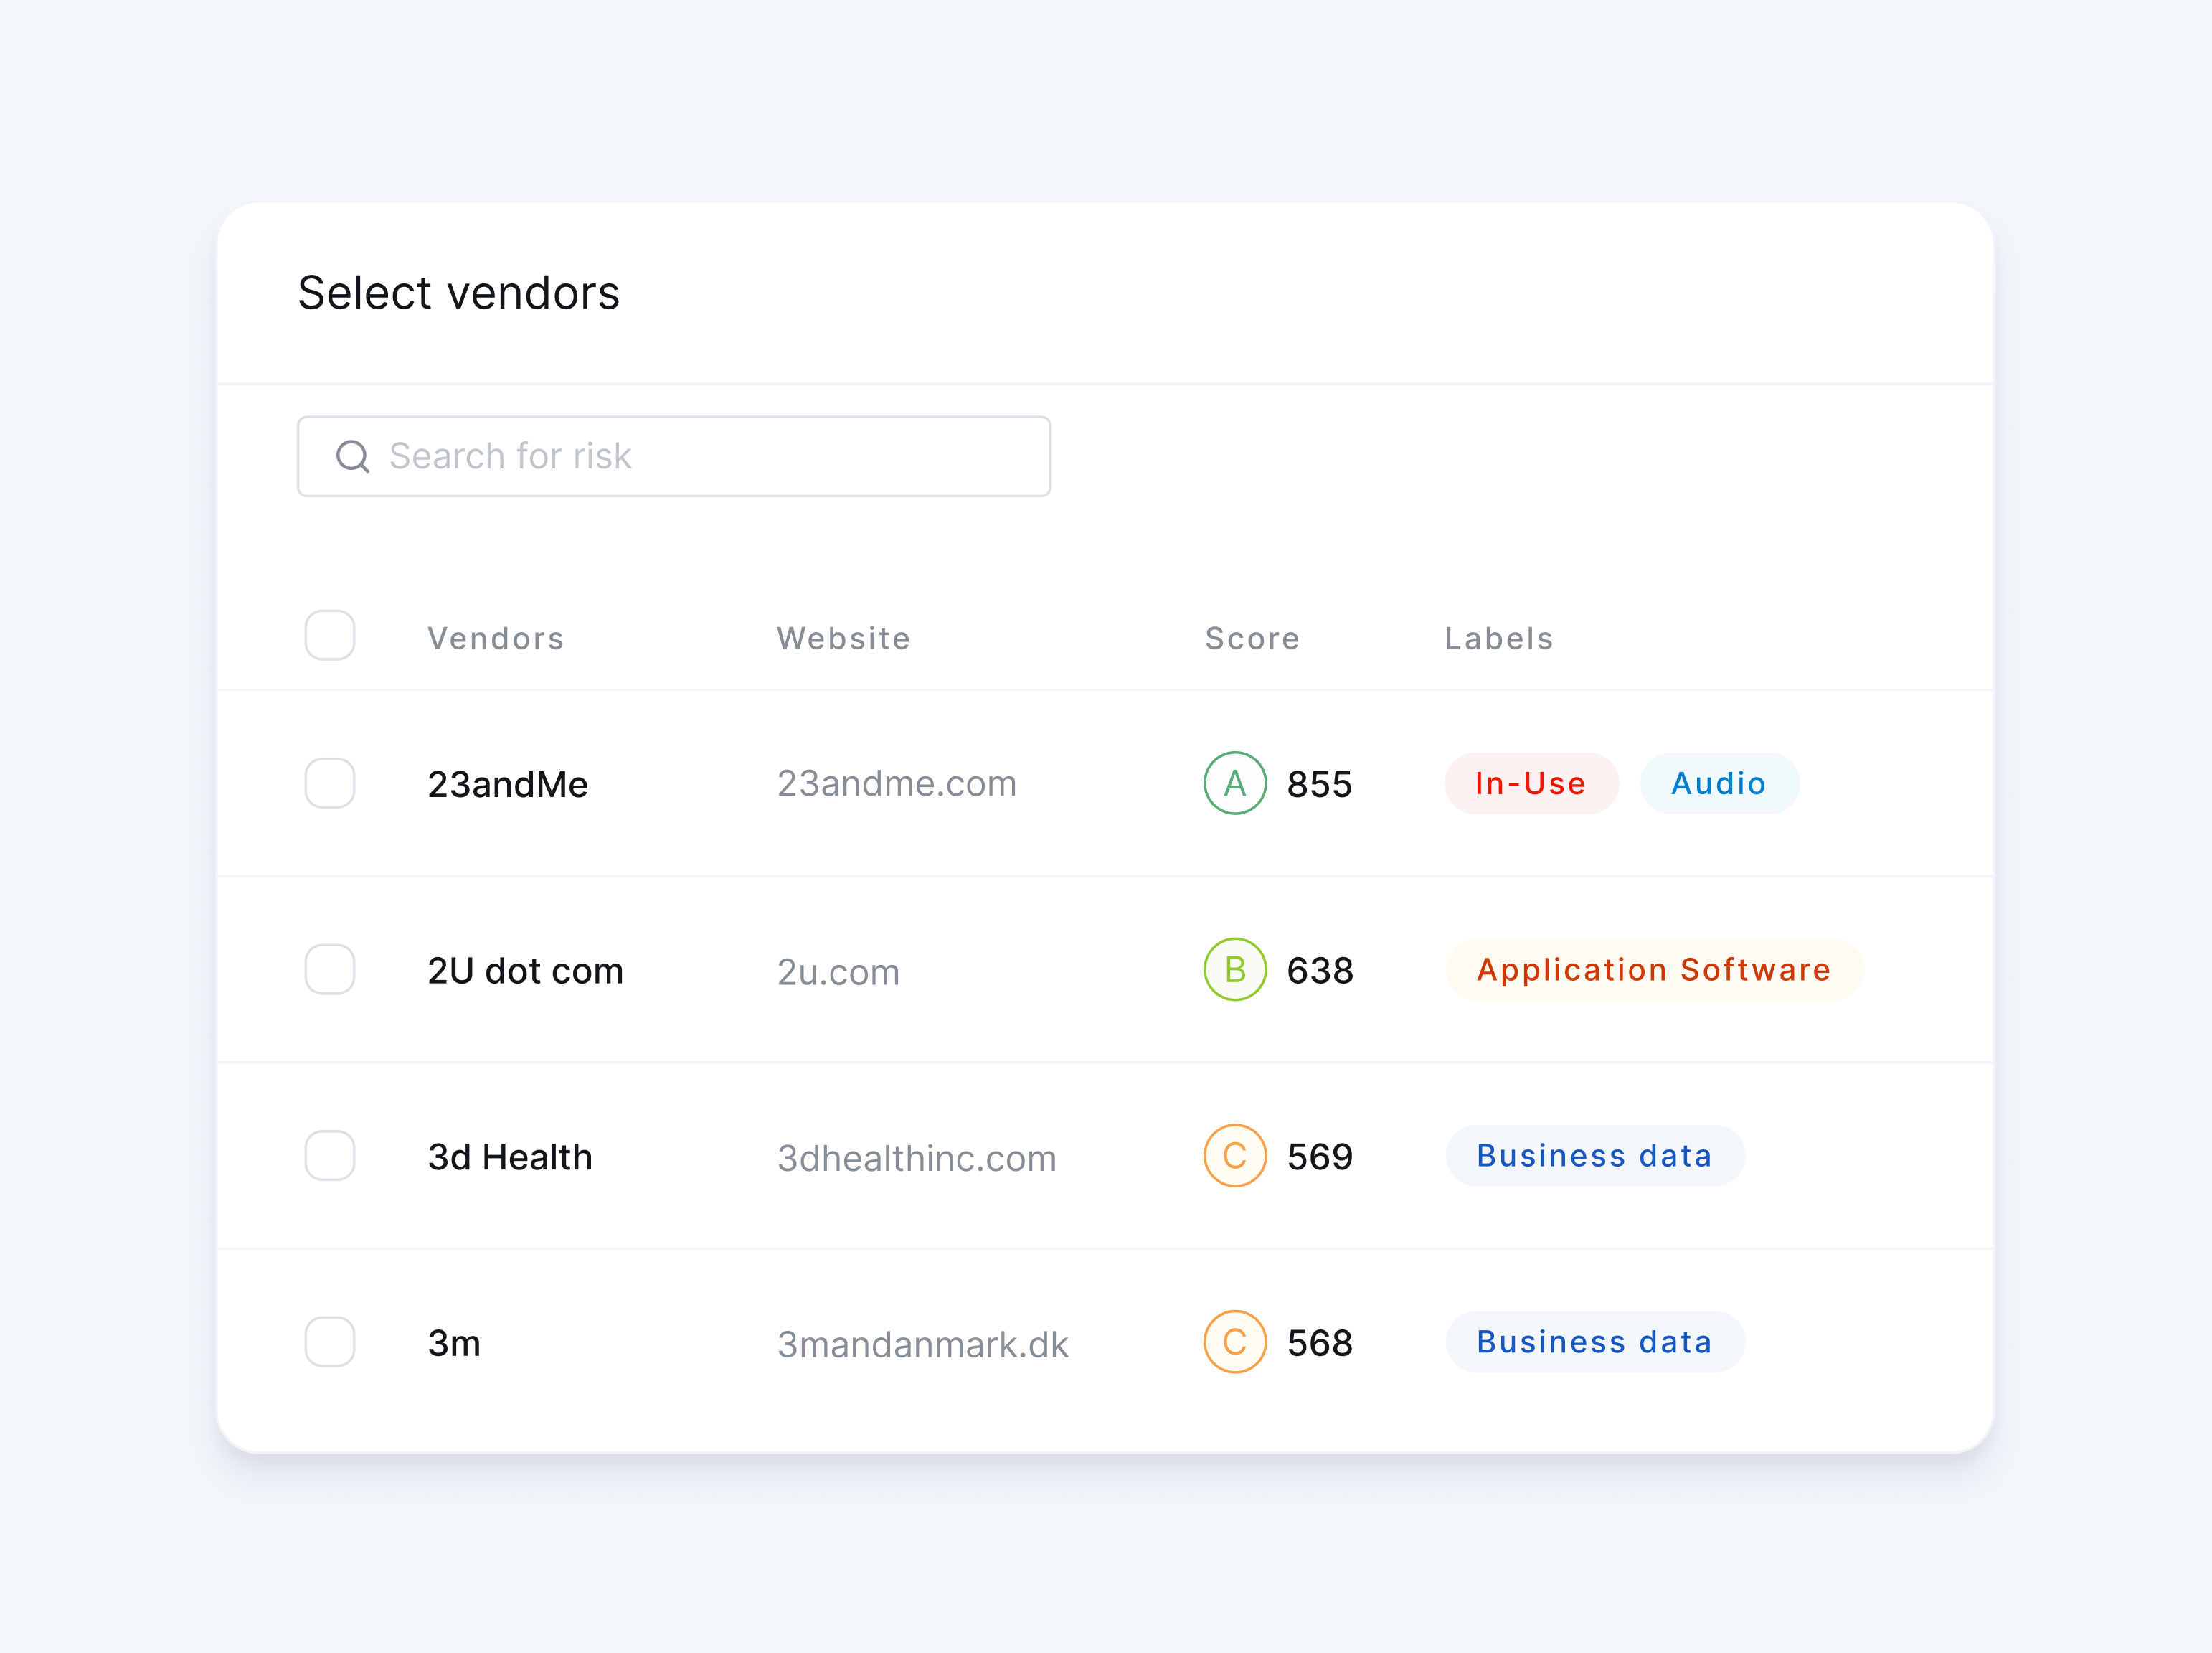 Select vendors
Search for risk
Vendors Website Score Labels
23andMe 23andme.com A 855 In-Use Audio
2U dot com 2u.com B 638 Application Software
3d Health 3dhealthinc.com C 569 Business data
3m 3mandanmark.dk C 568 Business data